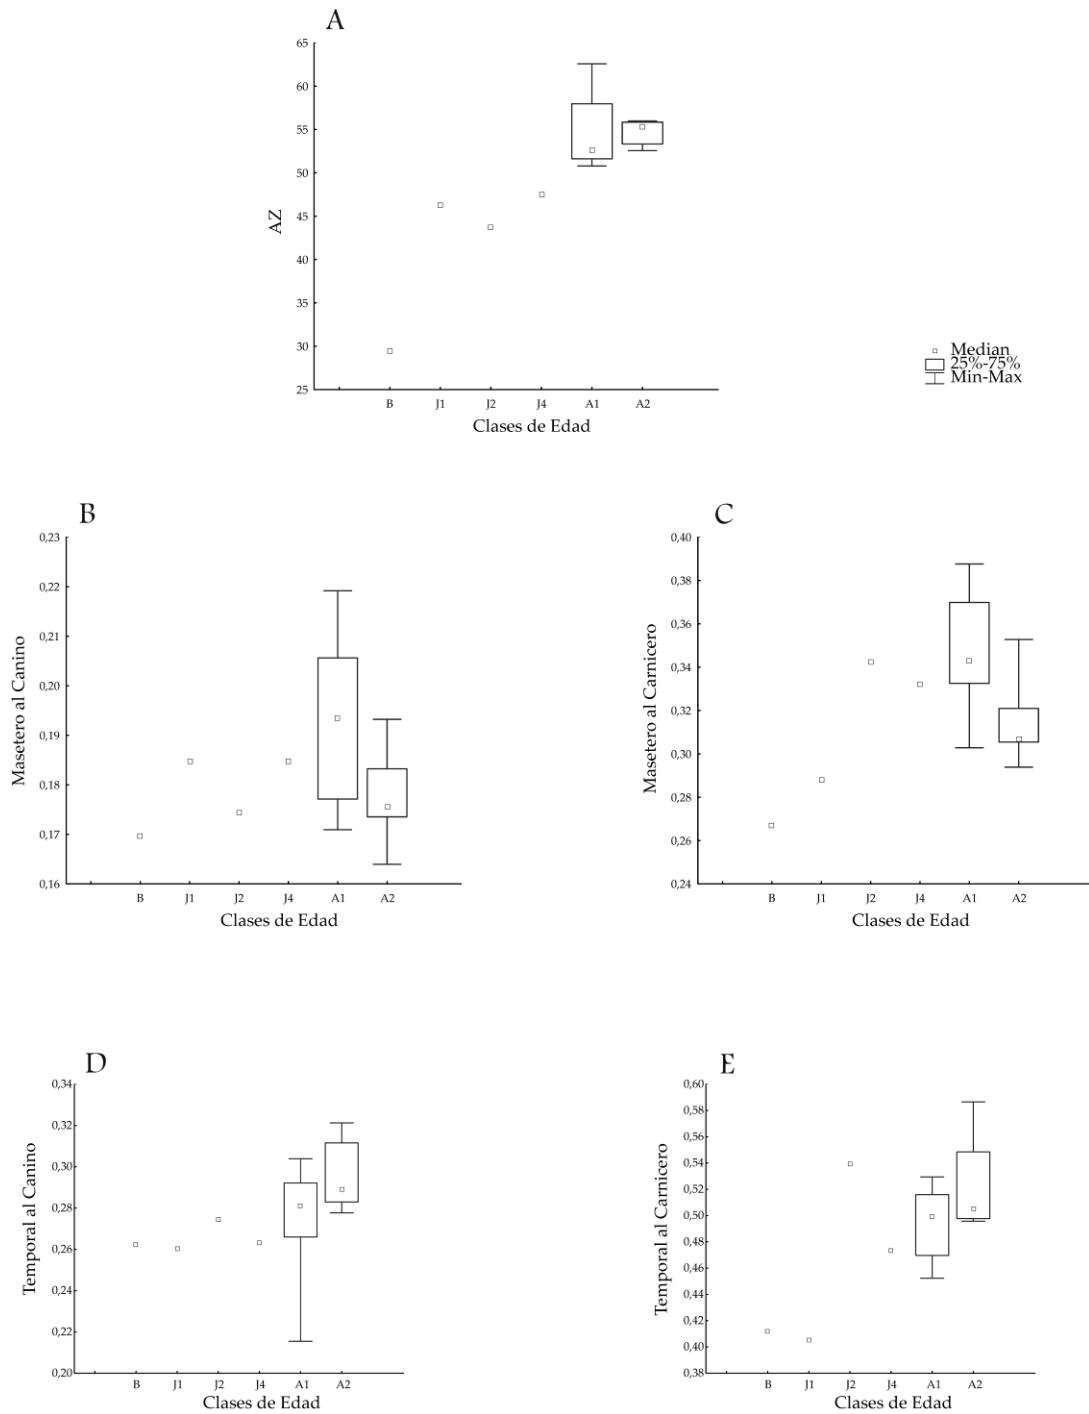 A
65
60
55
50
45
40
35
30
25
AZ
B J1 J2 J4 A1 A2
Clases de Edad
Median
25%-75%
Min-Max
B
0,23
0,22
0,21
0,20
0,19
0,18
0,17
0,16
Masetero al Canino
B J1 J2 J4 A1 A2
Clases de Edad
C
0,40
0,38
0,36
0,34
0,32
0,30
0,28
0,26
0,24
Masetero al Carnicero
B J1 J2 J4 A1 A2
Clases de Edad
D
0,34
0,32
0,30
0,28
0,26
0,24
0,22
0,20
Temporal al Canino
B J1 J2 J4 A1 A2
Clases de Edad
E
0,60
0,58
0,56
0,54
0,52
0,50
0,48
0,46
0,44
0,42
0,40
0,38
Temporal al Carnicero
B J1 J2 J4 A1 A2
Clases de Edad